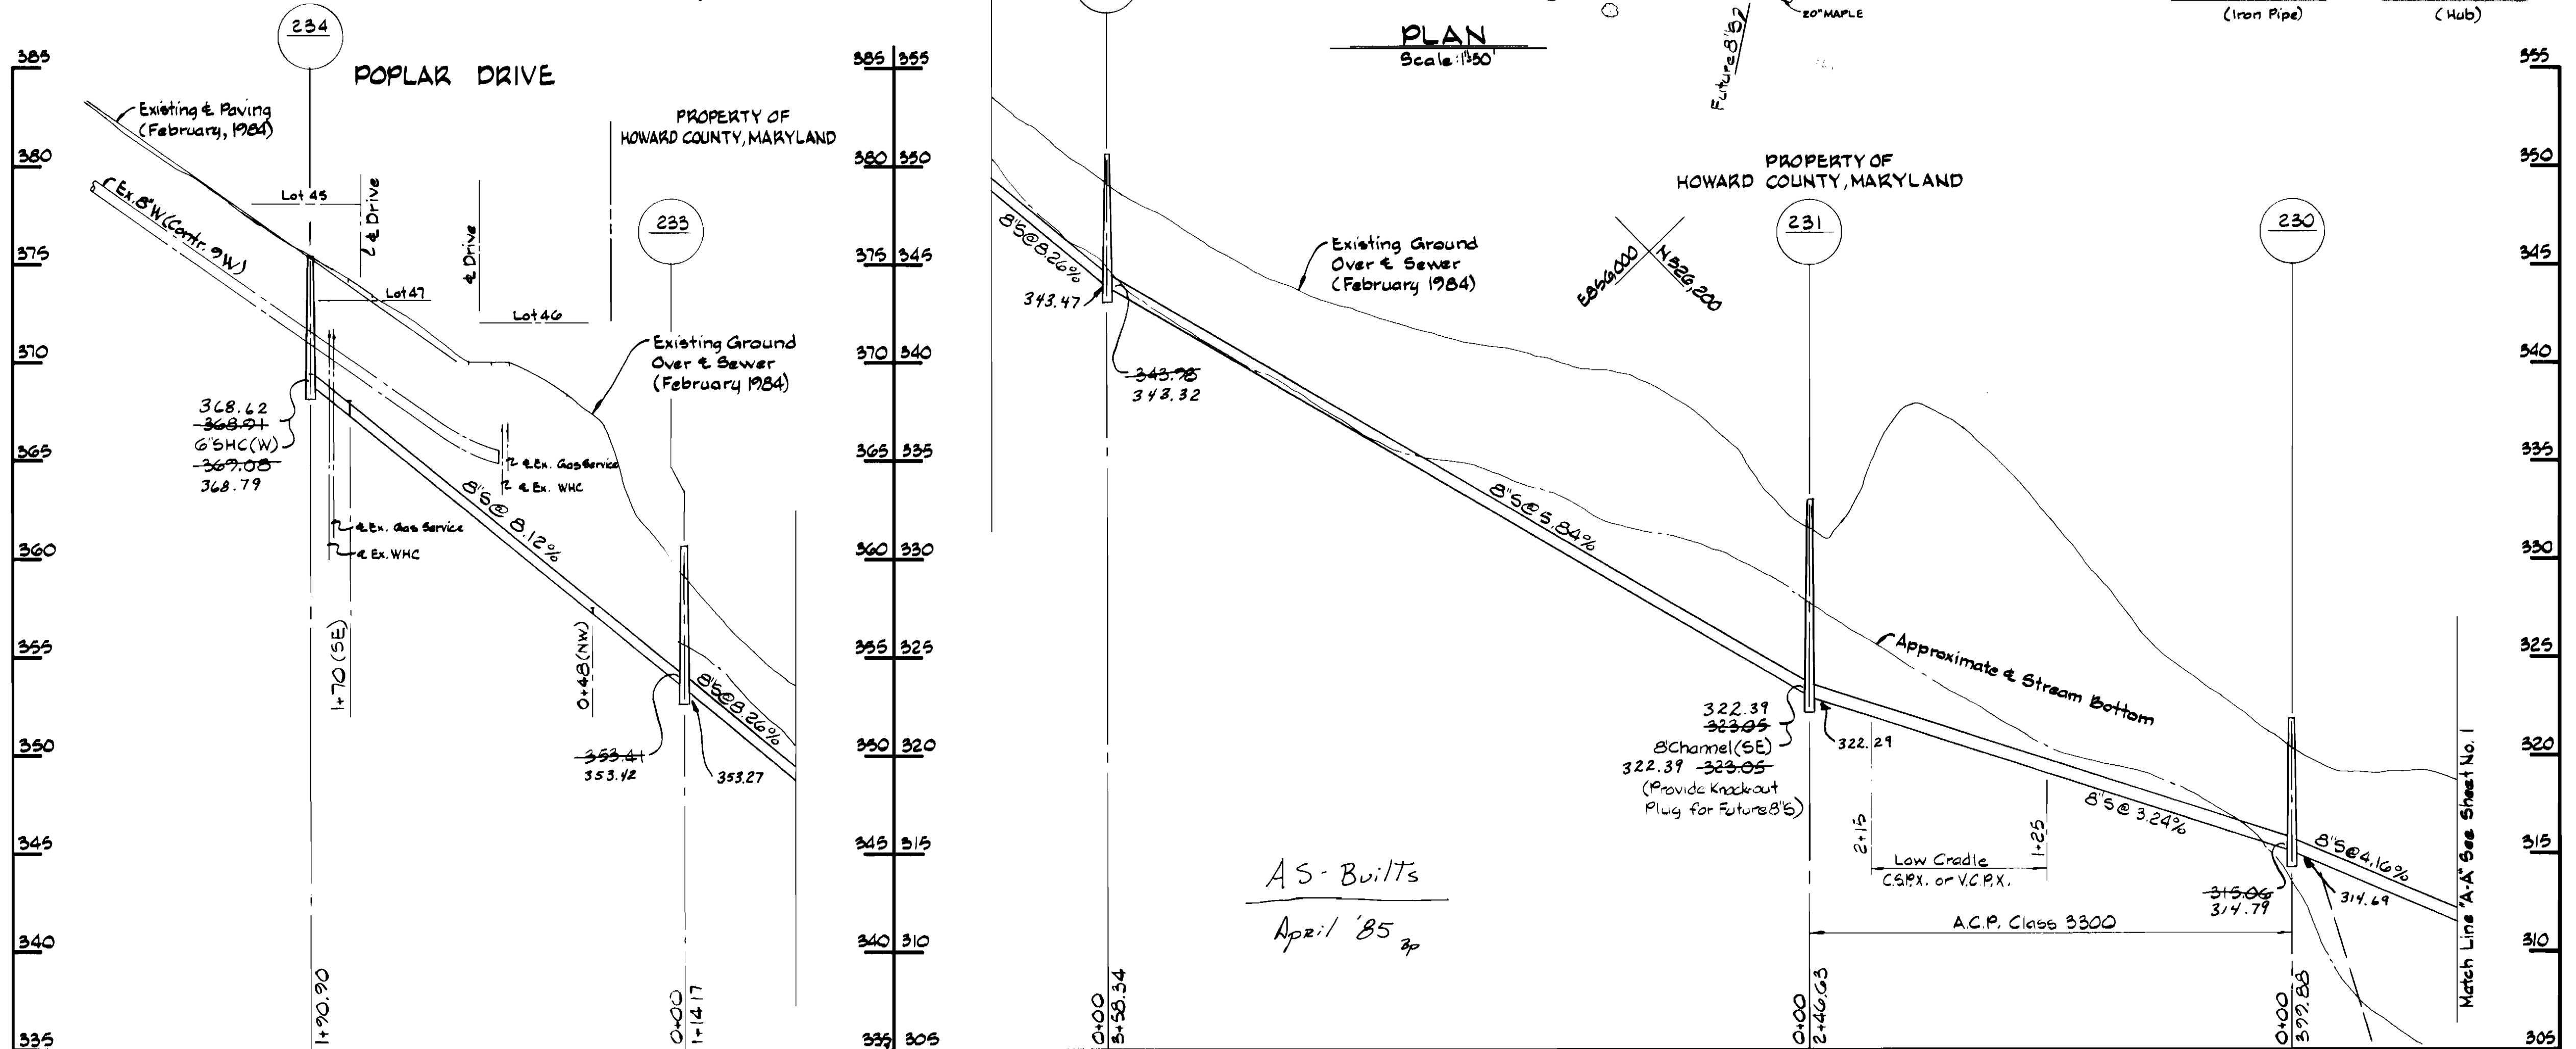 PLAN
Scale: 1"=50'
Future 8"S
20" MAPLE
(Iron Pipe)
(Hub)
234
POPLAR DRIVE
385
380
375
370
365
360
355
350
345
340
335
Existing ℄ Paving
(February, 1984)
Ex. 8" W (Contr. 9W)
Lot 45
℄ Drive
Lot 47
℄ Drive
Lot 46
PROPERTY OF
HOWARD COUNTY, MARYLAND
233
Existing Ground
Over ℄ Sewer
(February 1984)
368.62
368.91
6" SHC (W)
369.08
368.79
℄ Ex. Gas Service
℄ Ex. WHC
℄ Ex. Gas Service
℄ Ex. WHC
8"S @ 8.12%
1+70 (SE)
0+48 (NW)
8"S@8.26%
353.41
353.42
353.27
1+90.90
0+00
1+14.17
385 355
380 350
375 345
370 340
365 335
360 330
355 325
350 320
345 315
340 310
335 305
8"S@8.26%
343.47
343.98
343.32
Existing Ground
Over ℄ Sewer
(February 1984)
E856,000
N526,200
PROPERTY OF
HOWARD COUNTY, MARYLAND
231
230
8"S@5.84%
Approximate ℄ Stream Bottom
322.39
323.05
8" Channel (SE)
322.39 323.05
(Provide Knockout
Plug for Future 8"S)
322.29
2+15
1+25
Low Cradle
C.S.P.X. or V.C.P.X.
8"S@ 3.24%
A.C.P. Class 3300
315.06
314.79
8"S@4.16%
314.69
AS-Builts
April '85
0+00
3+58.34
0+00
2+46.63
0+00
399.88
Match Line "A-A" See Sheet No. 1
355
350
345
340
335
330
325
320
315
310
305